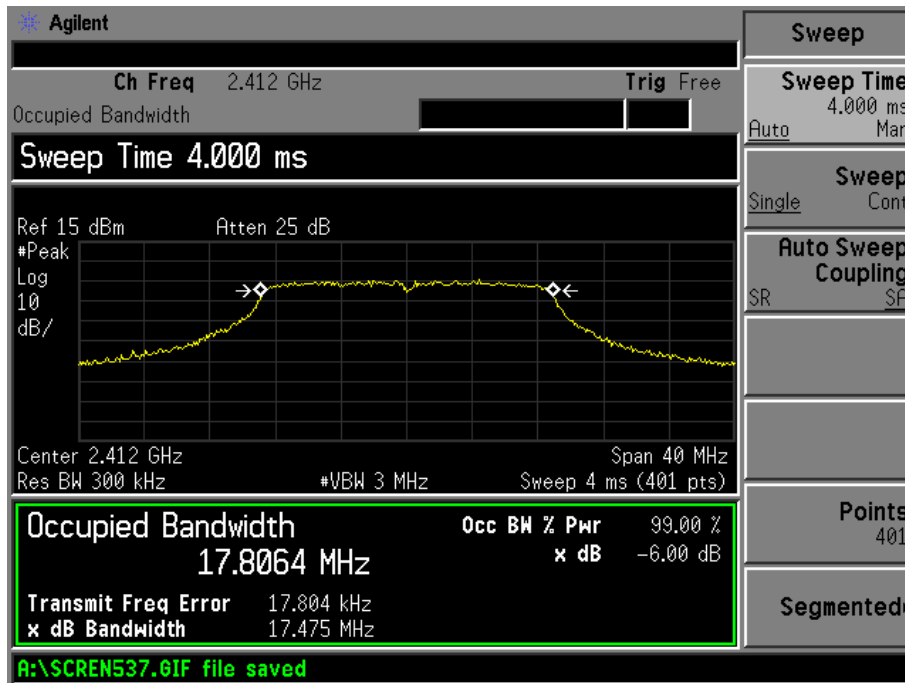 Agilent
Ch Freq 2.412 GHz Trig Free
Occupied Bandwidth
Sweep Time 4.000 ms
Ref 15 dBm Atten 25 dB
#Peak
Log
10
dB/
Center 2.412 GHz Span 40 MHz
Res BW 300 kHz #VBW 3 MHz Sweep 4 ms (401 pts)
Occupied Bandwidth
17.8064 MHz
Occ BW % Pwr 99.00 %
x dB -6.00 dB
Transmit Freq Error 17.804 kHz
x dB Bandwidth 17.475 MHz
A:\SCREN537.GIF file saved
Sweep
Sweep Time
4.000 ms
Auto Man
Sweep
Single Cont
Auto Sweep
Coupling
SR SA
Points
401
Segmented